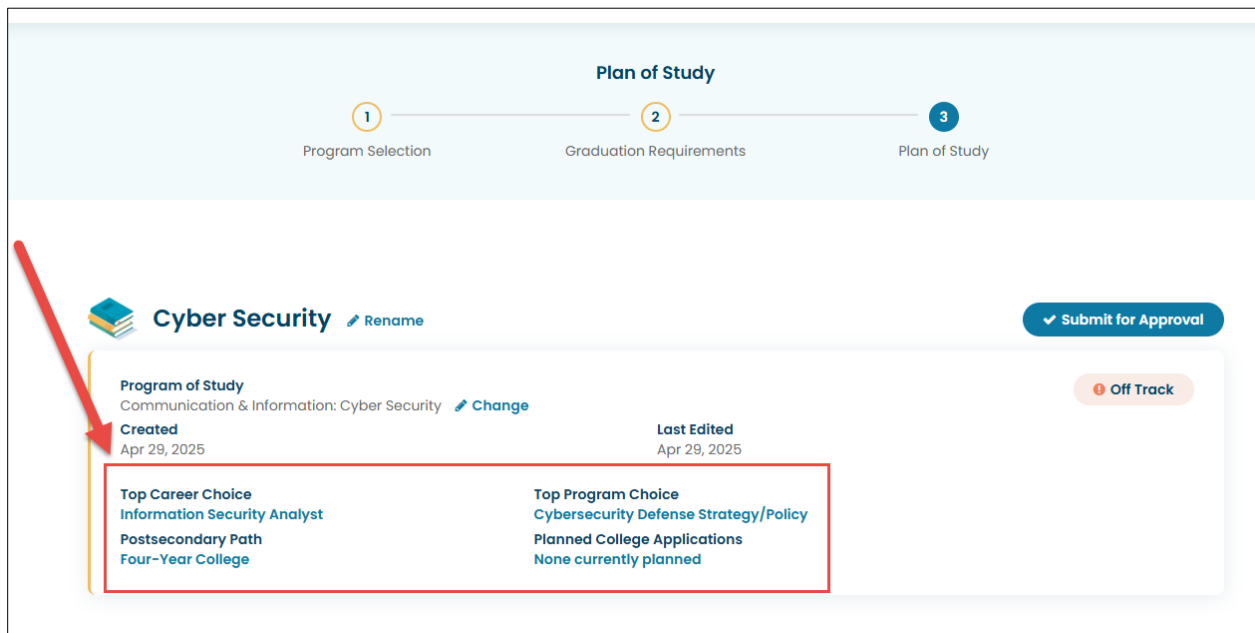 Plan of Study
1 2 3
Program Selection Graduation Requirements Plan of Study
Cyber Security Rename
Submit for Approval
Program of Study
Off Track
Communication & Information: Cyber Security Change
Created Last Edited
Apr 29, 2025 Apr 29, 2025
Top Career Choice Top Program Choice
Information Security Analyst Cybersecurity Defense Strategy/Policy
Postsecondary Path Planned College Applications
Four-Year College None currently planned